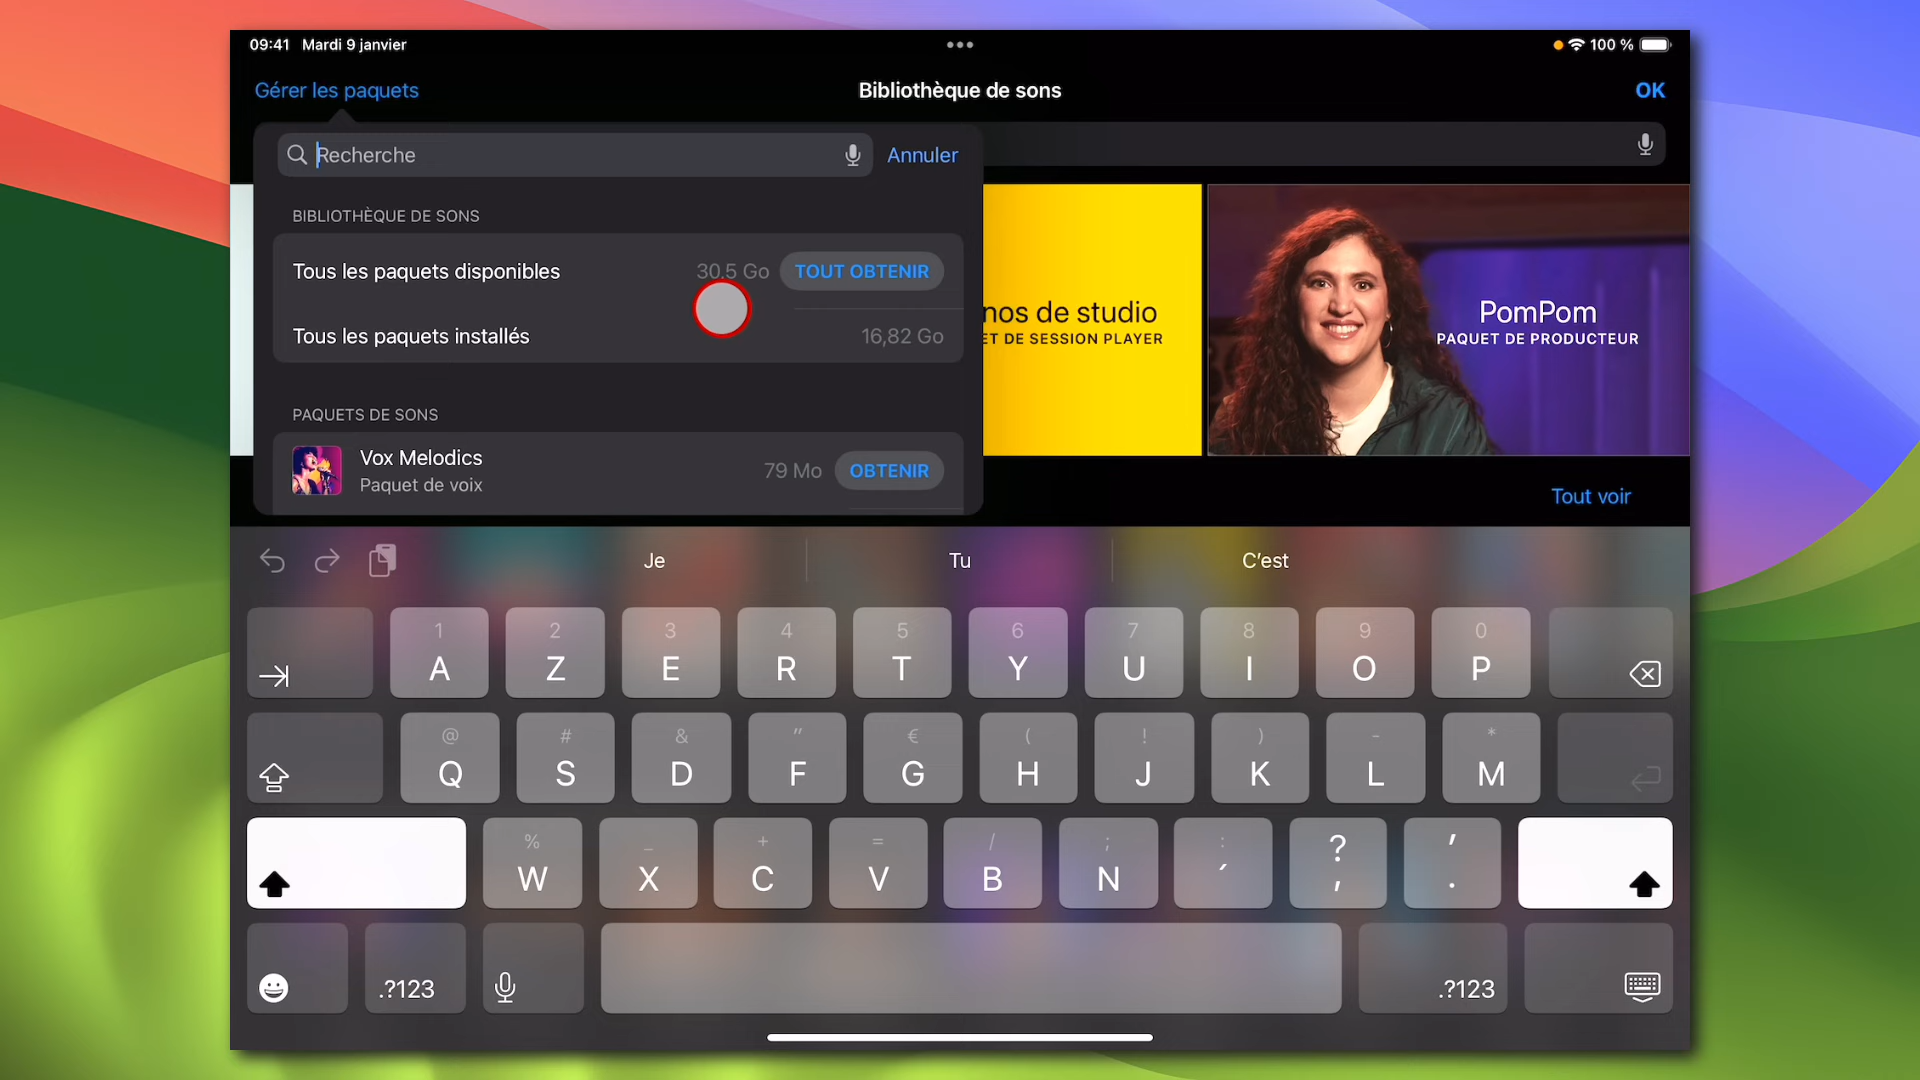 09:41 Mardi 9 janvier
100 %
Gérer les paquets
Bibliothèque de sons
OK
Recherche
Annuler
BIBLIOTHÈQUE DE SONS
Tous les paquets disponibles
30,5 Go
TOUT OBTENIR
Tous les paquets installés
16,82 Go
nos de studio
ET DE SESSION PLAYER
PomPom
PAQUET DE PRODUCTEUR
PAQUETS DE SONS
Vox Melodics
Paquet de voix
79 Mo
OBTENIR
Tout voir
Je
Tu
C’est
1 2 3 4 5 6 7 8 9 0
A Z E R T Y U I O P
@ # & " € ( ! ) - *
Q S D F G H J K L M
% _ + = / ; : ? '
W X C V B N ´ , .
.?123
.?123